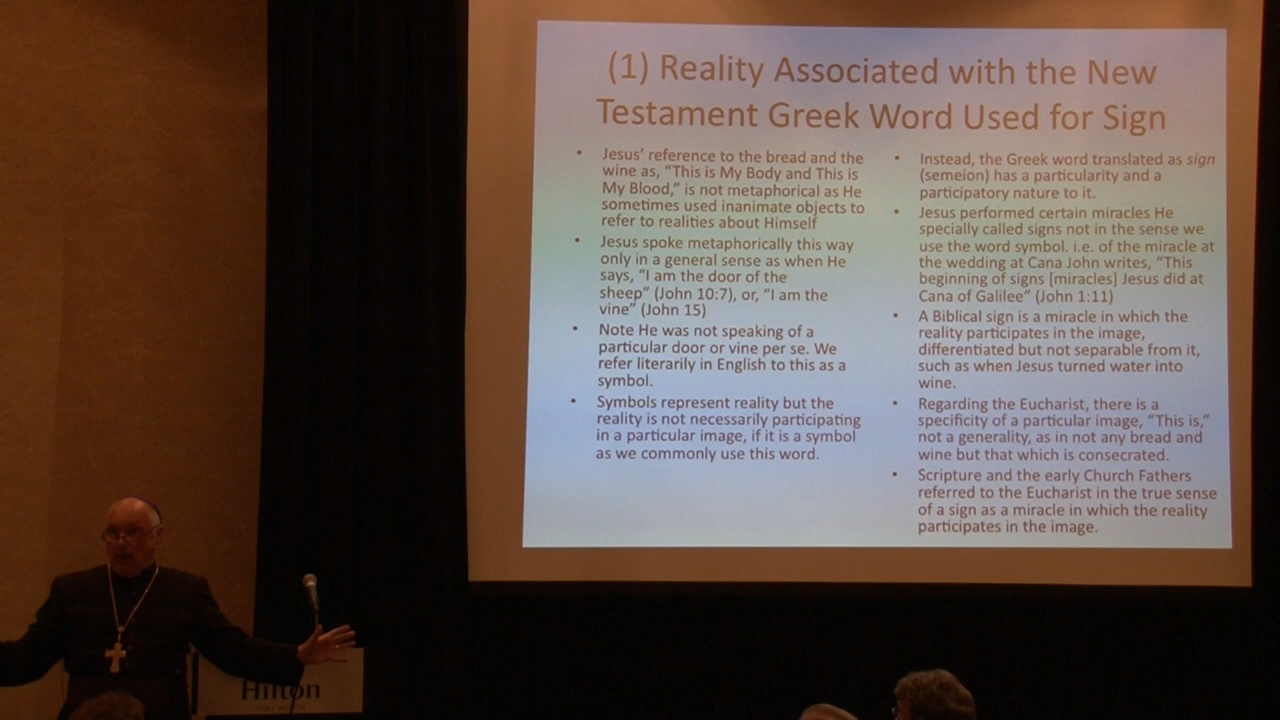 (1) Reality Associated with the New
Testament Greek Word Used for Sign
• Jesus' reference to the bread and the
wine as, "This is My Body and This is
My Blood," is not metaphorical as He
sometimes used inanimate objects to
refer to realities about Himself
• Jesus spoke metaphorically this way
only in a general sense as when He
says, "I am the door of the
sheep" (John 10:7), or, "I am the
vine" (John 15)
• Note He was not speaking of a
particular door or vine per se. We
refer literarily in English to this as a
symbol.
• Symbols represent reality but the
reality is not necessarily participating
in a particular image, if it is a symbol
as we commonly use this word.
• Instead, the Greek word translated as sign
(semeion) has a particularity and a
participatory nature to it.
• Jesus performed certain miracles He
specially called signs not in the sense we
use the word symbol. i.e. of the miracle at
the wedding at Cana John writes, "This
beginning of signs [miracles] Jesus did at
Cana of Galilee" (John 1:11)
• A Biblical sign is a miracle in which the
reality participates in the image,
differentiated but not separable from it,
such as when Jesus turned water into
wine.
• Regarding the Eucharist, there is a
specificity of a particular image, "This is,"
not a generality, as in not any bread and
wine but that which is consecrated.
• Scripture and the early Church Fathers
referred to the Eucharist in the true sense
of a sign as a miracle in which the reality
participates in the image.
Hilton
FORT WORTH